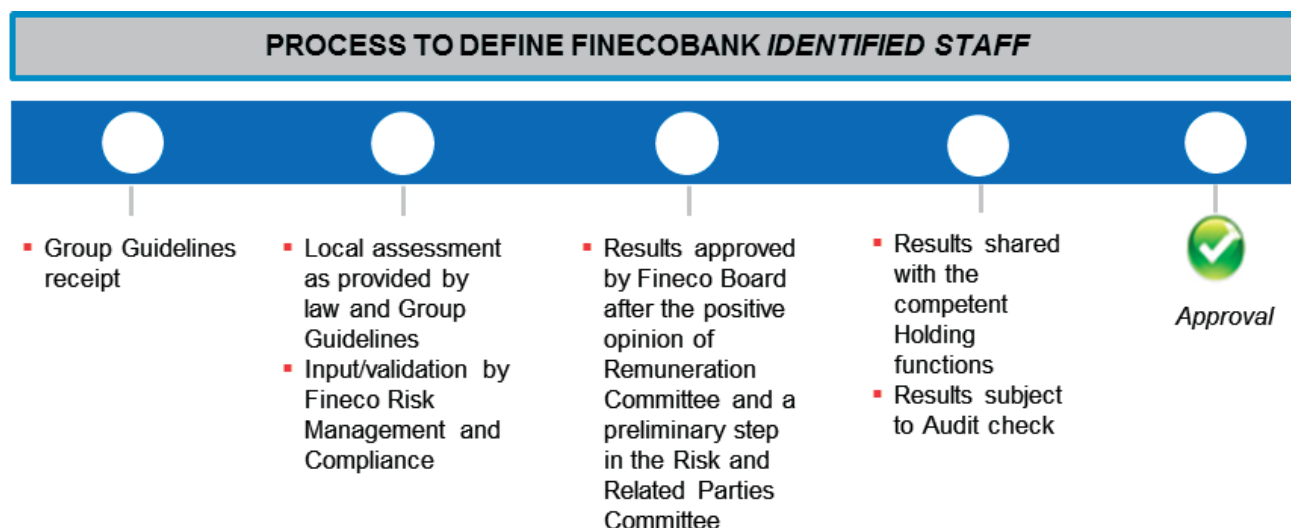 PROCESS TO DEFINE FINECOBANK IDENTIFIED STAFF
Group Guidelines
receipt
Local assessment
as provided by
law and Group
Guidelines
Input/validation by
Fineco Risk
Management and
Compliance
Results approved
by Fineco Board
after the positive
opinion of
Remuneration
Committee and a
preliminary step
in the Risk and
Related Parties
Committee
Results shared
with the
competent
Holding
functions
Results subject
to Audit check
Approval